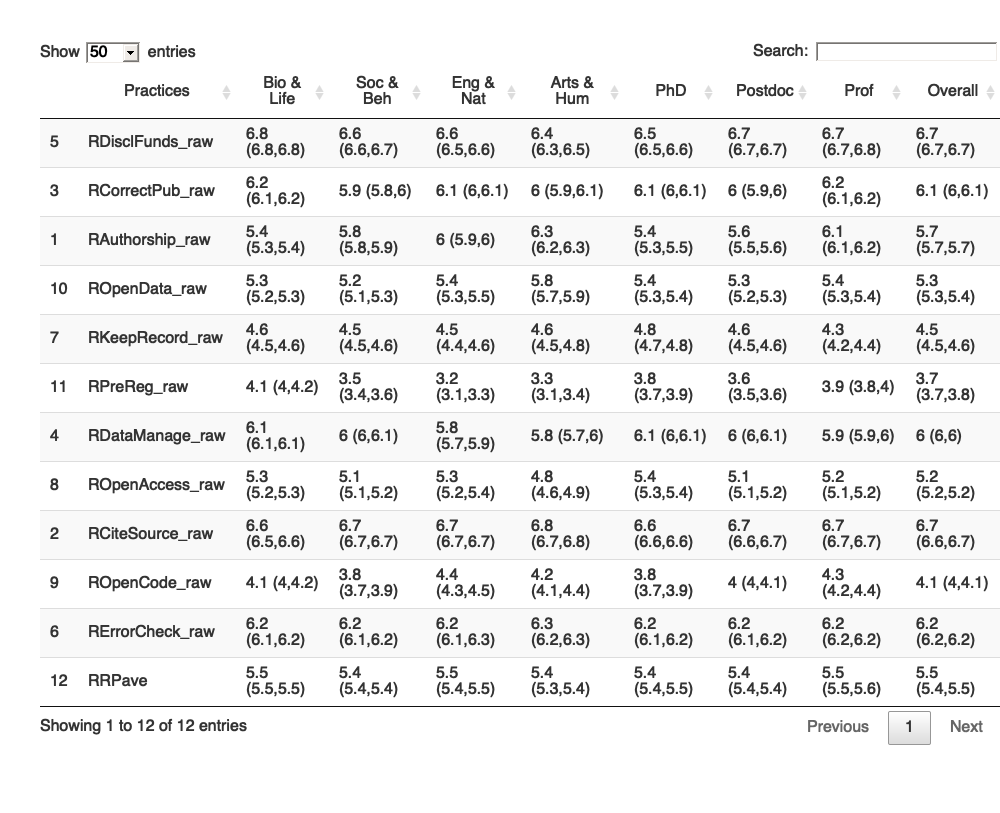 Show 50 entries Search:
Practices Bio & Life Soc & Beh Eng & Nat Arts & Hum PhD Postdoc Prof Overall
5 RDisclFunds_raw 6.8 (6.8,6.8) 6.6 (6.6,6.7) 6.6 (6.5,6.6) 6.4 (6.3,6.5) 6.5 (6.5,6.6) 6.7 (6.7,6.7) 6.7 (6.7,6.8) 6.7 (6.7,6.7)
3 RCorrectPub_raw 6.2 (6.1,6.2) 5.9 (5.8,6) 6.1 (6,6.1) 6 (5.9,6.1) 6.1 (6,6.1) 6 (5.9,6) 6.2 (6.1,6.2) 6.1 (6,6.1)
1 RAuthorship_raw 5.4 (5.3,5.4) 5.8 (5.8,5.9) 6 (5.9,6) 6.3 (6.2,6.3) 5.4 (5.3,5.5) 5.6 (5.5,5.6) 6.1 (6.1,6.2) 5.7 (5.7,5.7)
10 ROpenData_raw 5.3 (5.2,5.3) 5.2 (5.1,5.3) 5.4 (5.3,5.5) 5.8 (5.7,5.9) 5.4 (5.3,5.4) 5.3 (5.2,5.3) 5.4 (5.3,5.4) 5.3 (5.3,5.4)
7 RKeepRecord_raw 4.6 (4.5,4.6) 4.5 (4.5,4.6) 4.5 (4.4,4.6) 4.6 (4.5,4.8) 4.8 (4.7,4.8) 4.6 (4.5,4.6) 4.3 (4.2,4.4) 4.5 (4.5,4.6)
11 RPreReg_raw 4.1 (4,4.2) 3.5 (3.4,3.6) 3.2 (3.1,3.3) 3.3 (3.1,3.4) 3.8 (3.7,3.9) 3.6 (3.5,3.6) 3.9 (3.8,4) 3.7 (3.7,3.8)
4 RDataManage_raw 6.1 (6.1,6.1) 6 (6,6.1) 5.8 (5.7,5.9) 5.8 (5.7,6) 6.1 (6,6.1) 6 (6,6.1) 5.9 (5.9,6) 6 (6,6)
8 ROpenAccess_raw 5.3 (5.2,5.3) 5.1 (5.1,5.2) 5.3 (5.2,5.4) 4.8 (4.6,4.9) 5.4 (5.3,5.4) 5.1 (5.1,5.2) 5.2 (5.1,5.2) 5.2 (5.2,5.2)
2 RCiteSource_raw 6.6 (6.5,6.6) 6.7 (6.7,6.7) 6.7 (6.7,6.7) 6.8 (6.7,6.8) 6.6 (6.6,6.6) 6.7 (6.6,6.7) 6.7 (6.7,6.7) 6.7 (6.6,6.7)
9 ROpenCode_raw 4.1 (4,4.2) 3.8 (3.7,3.9) 4.4 (4.3,4.5) 4.2 (4.1,4.4) 3.8 (3.7,3.9) 4 (4,4.1) 4.3 (4.2,4.4) 4.1 (4,4.1)
6 RErrorCheck_raw 6.2 (6.1,6.2) 6.2 (6.1,6.2) 6.2 (6.1,6.3) 6.3 (6.2,6.3) 6.2 (6.1,6.2) 6.2 (6.1,6.2) 6.2 (6.2,6.2) 6.2 (6.2,6.2)
12 RRPave 5.5 (5.5,5.5) 5.4 (5.4,5.4) 5.5 (5.4,5.5) 5.4 (5.3,5.4) 5.4 (5.4,5.5) 5.4 (5.4,5.4) 5.5 (5.5,5.6) 5.5 (5.4,5.5)
Showing 1 to 12 of 12 entries Previous 1 Next